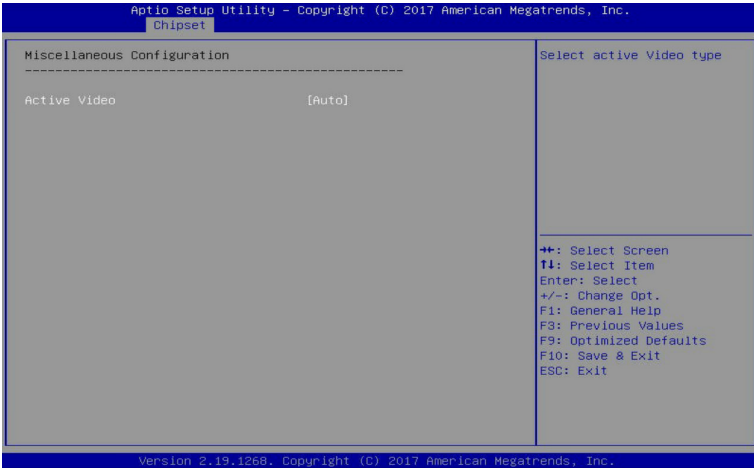 Aptio Setup Utility – Copyright (C) 2017 American Megatrends, Inc.
Chipset
Miscellaneous Configuration
--------------------------------------------------
Active Video [Auto]
Select active Video type
→←: Select Screen
↑↓: Select Item
Enter: Select
+/-: Change Opt.
F1: General Help
F3: Previous Values
F9: Optimized Defaults
F10: Save & Exit
ESC: Exit
Version 2.19.1268. Copyright (C) 2017 American Megatrends, Inc.